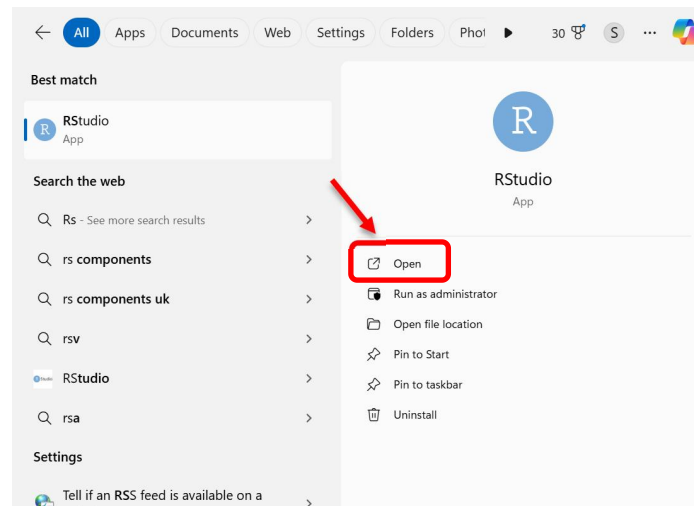 All Apps Documents Web Settings Folders Phot 30 S
Best match
R RStudio
App
Search the web
Rs - See more search results
rs components
rs components uk
rsv
RStudio
rsa
Settings
Tell if an RSS feed is available on a
R
RStudio
App
Open
Run as administrator
Open file location
Pin to Start
Pin to taskbar
Uninstall